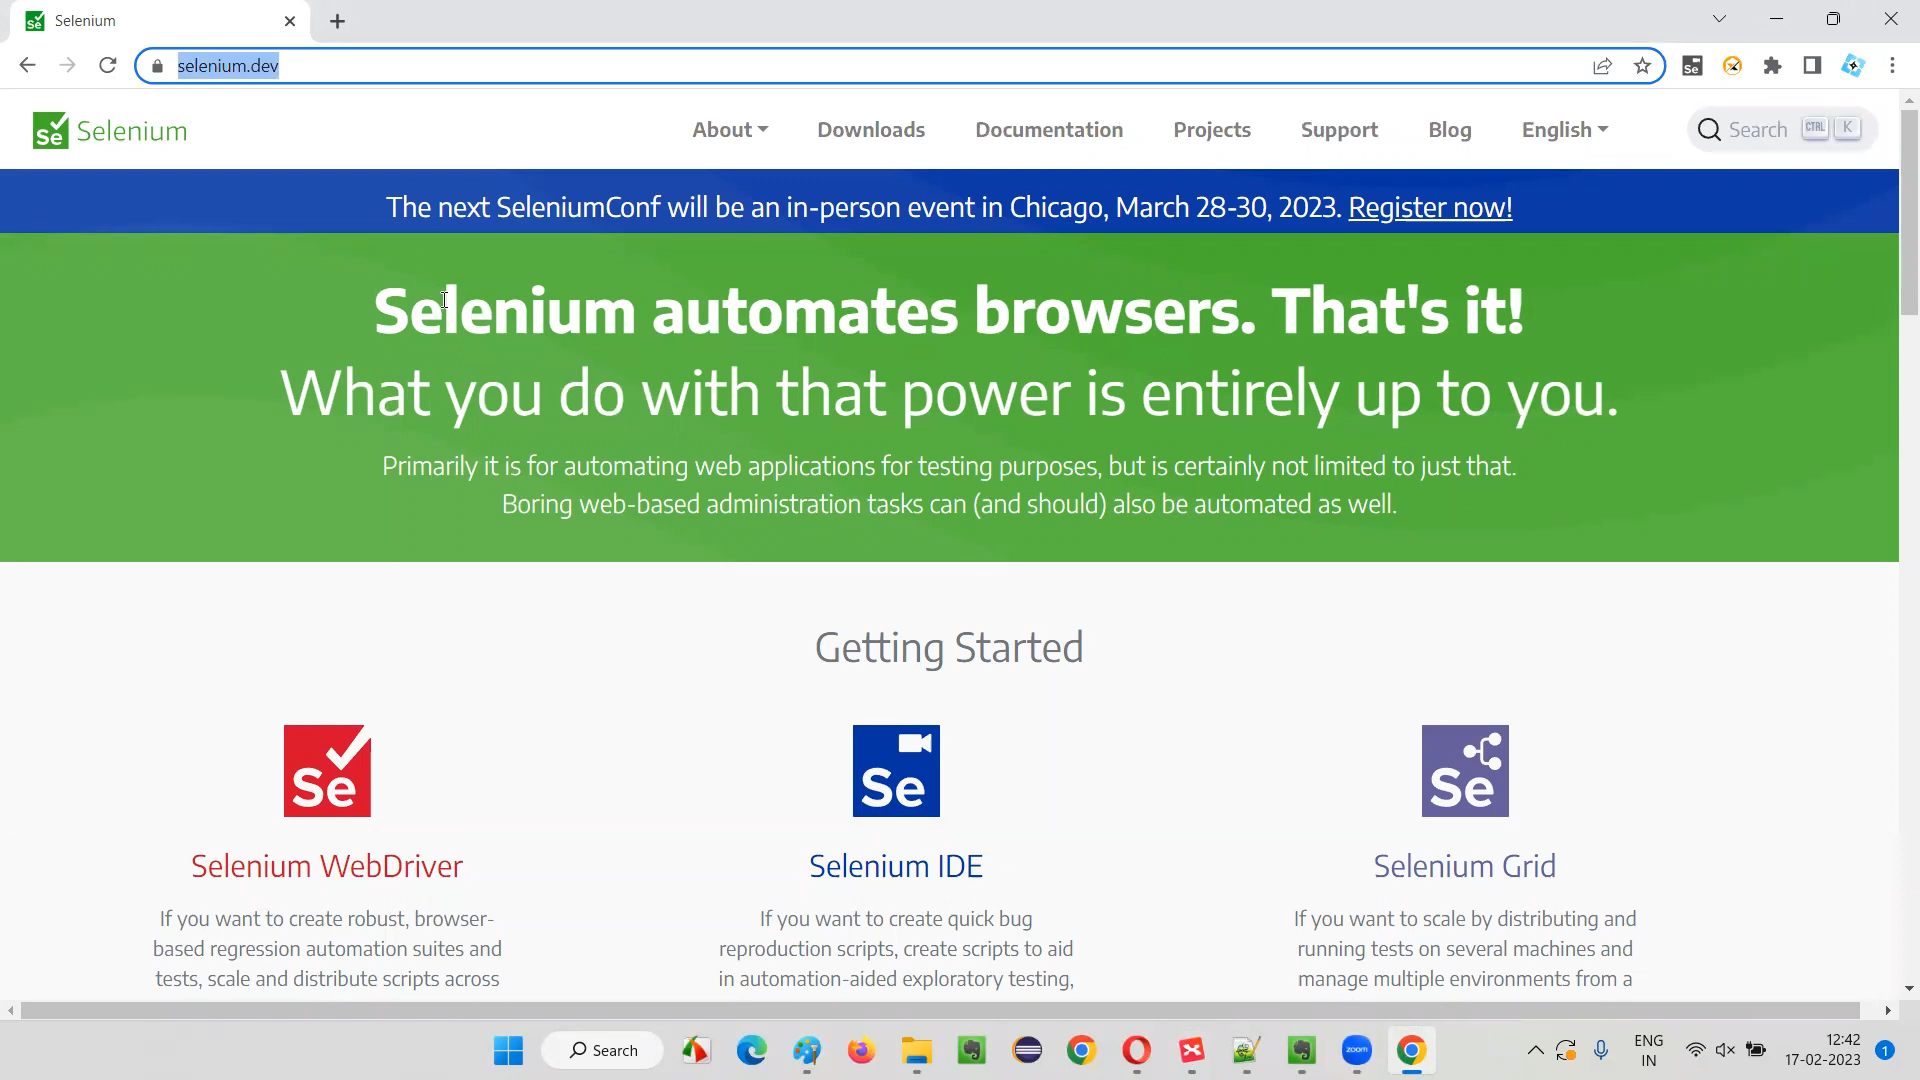 Selenium
selenium.dev
Se
Se Selenium
About
Downloads
Documentation
Projects
Support
Blog
English
Search CTRL K
The next SeleniumConf will be an in-person event in Chicago, March 28-30, 2023. Register now!
Selenium automates browsers. That's it!
What you do with that power is entirely up to you.
Primarily it is for automating web applications for testing purposes, but is certainly not limited to just that.
Boring web-based administration tasks can (and should) also be automated as well.
Getting Started
Se
Se
Se
Selenium WebDriver
If you want to create robust, browser-
based regression automation suites and
tests, scale and distribute scripts across
Selenium IDE
If you want to create quick bug
reproduction scripts, create scripts to aid
in automation-aided exploratory testing,
Selenium Grid
If you want to scale by distributing and
running tests on several machines and
manage multiple environments from a
Search
zoom
ENG
IN
12:42
17-02-2023
1